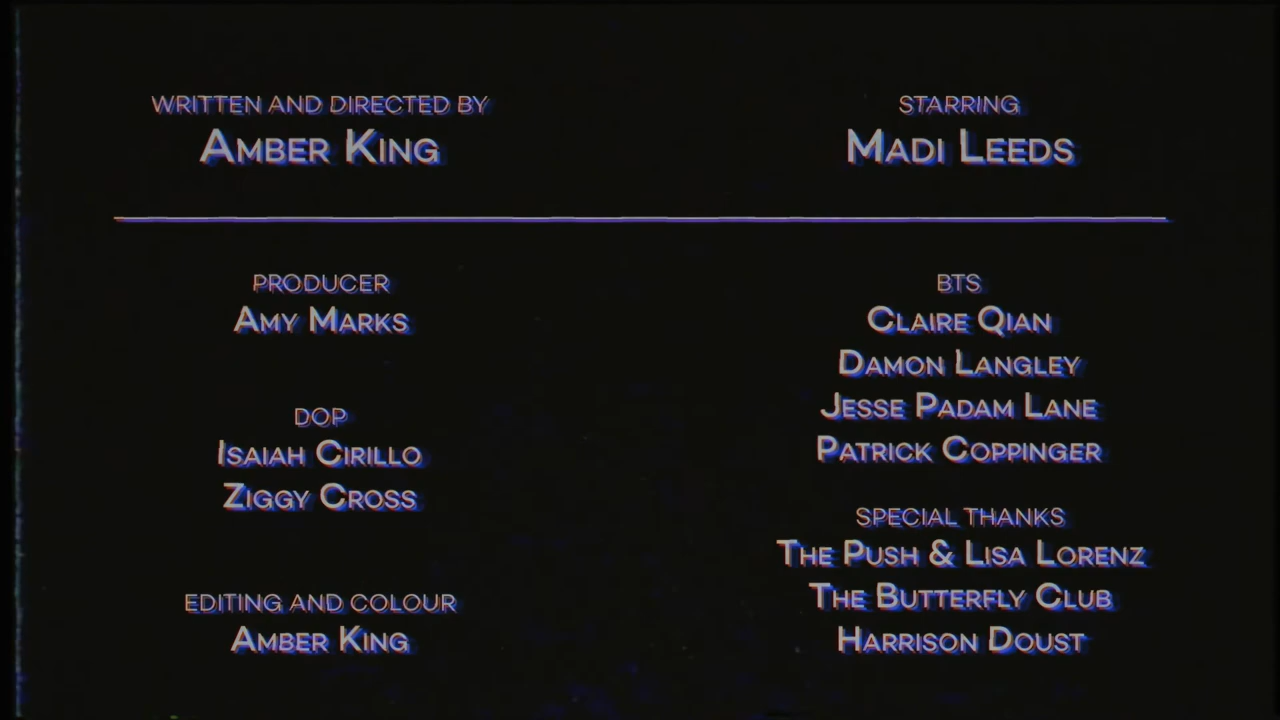 WRITTEN AND DIRECTED BY
AMBER KING
STARRING
MADI LEEDS
PRODUCER
AMY MARKS
DOP
ISAIAH CIRILLO
ZIGGY CROSS
EDITING AND COLOUR
AMBER KING
BTS
CLAIRE QIAN
DAMON LANGLEY
JESSE PADAM LANE
PATRICK COPPINGER
SPECIAL THANKS
THE PUSH & LISA LORENZ
THE BUTTERFLY CLUB
HARRISON DOUST